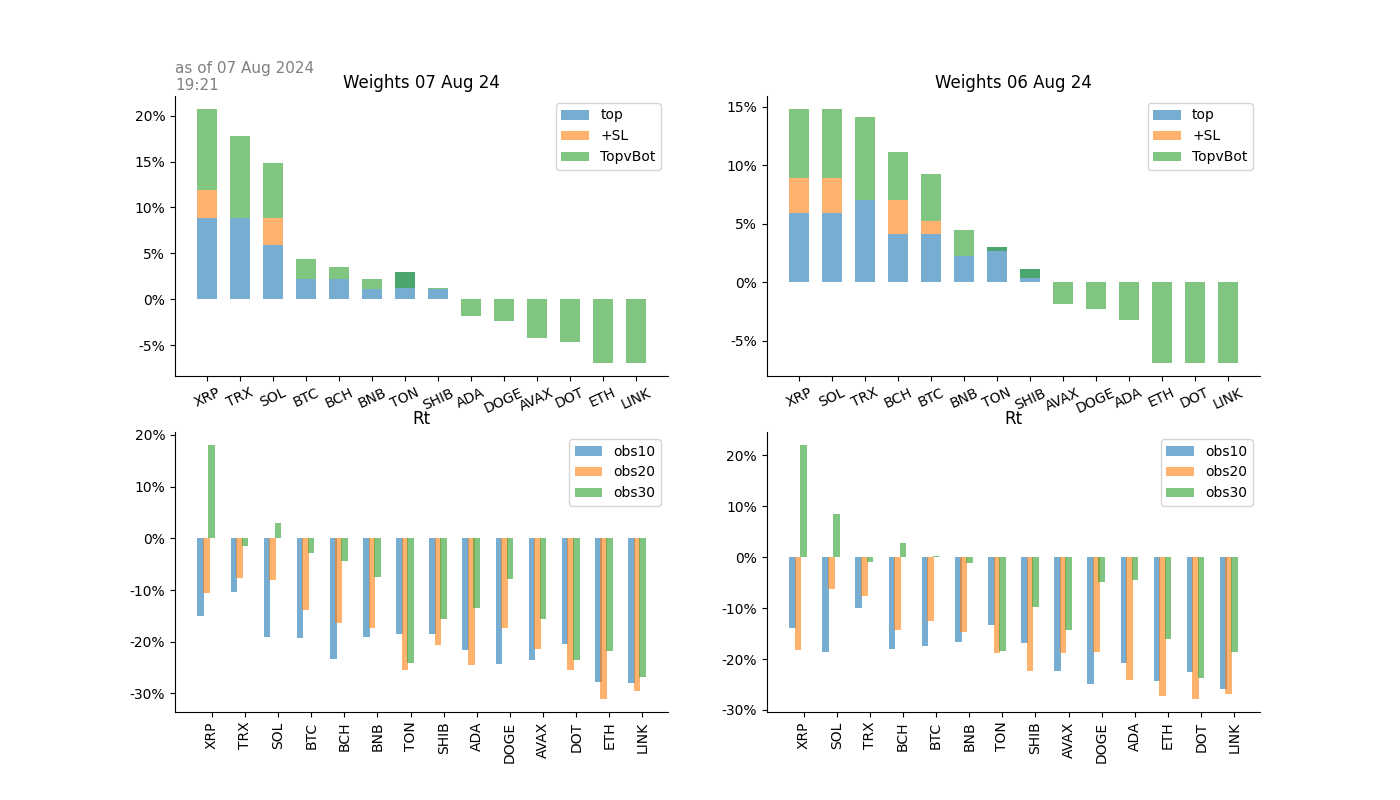 as of 07 Aug 2024
19:21
Weights 07 Aug 24
20%
15%
10%
5%
0%
-5%
top
+SL
TopvBot
XRP TRX SOL BTC BCH BNB TON SHIB ADA DOGE AVAX DOT ETH LINK
Weights 06 Aug 24
15%
10%
5%
0%
-5%
top
+SL
TopvBot
XRP SOL TRX BCH BTC BNB TON SHIB AVAX DOGE ADA ETH DOT LINK
Rt
20%
10%
0%
-10%
-20%
-30%
obs10
obs20
obs30
XRP TRX SOL BTC BCH BNB TON SHIB ADA DOGE AVAX DOT ETH LINK
Rt
20%
10%
0%
-10%
-20%
-30%
obs10
obs20
obs30
XRP SOL TRX BCH BTC BNB TON SHIB AVAX DOGE ADA ETH DOT LINK